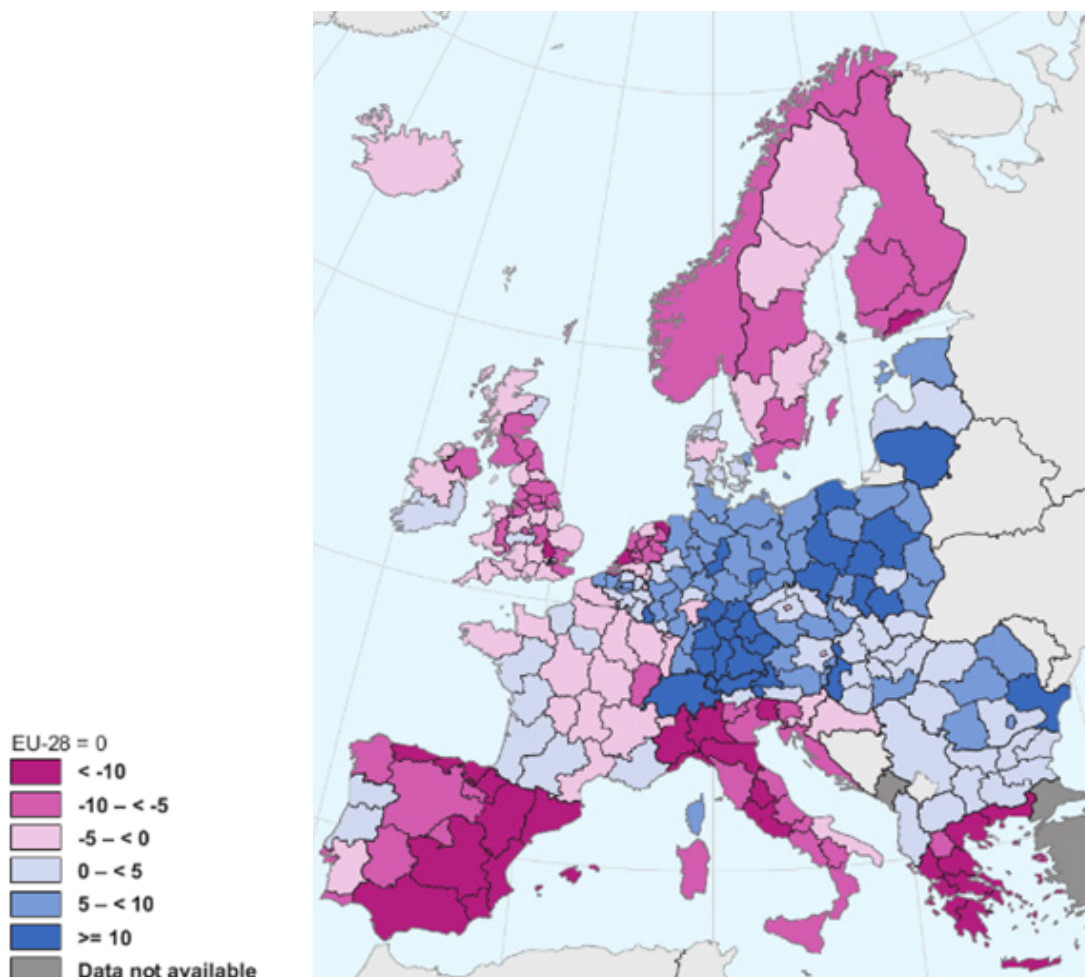 EU-28 = 0
< -10
-10 – < -5
-5 – < 0
0 – < 5
5 – < 10
>= 10
Data not available